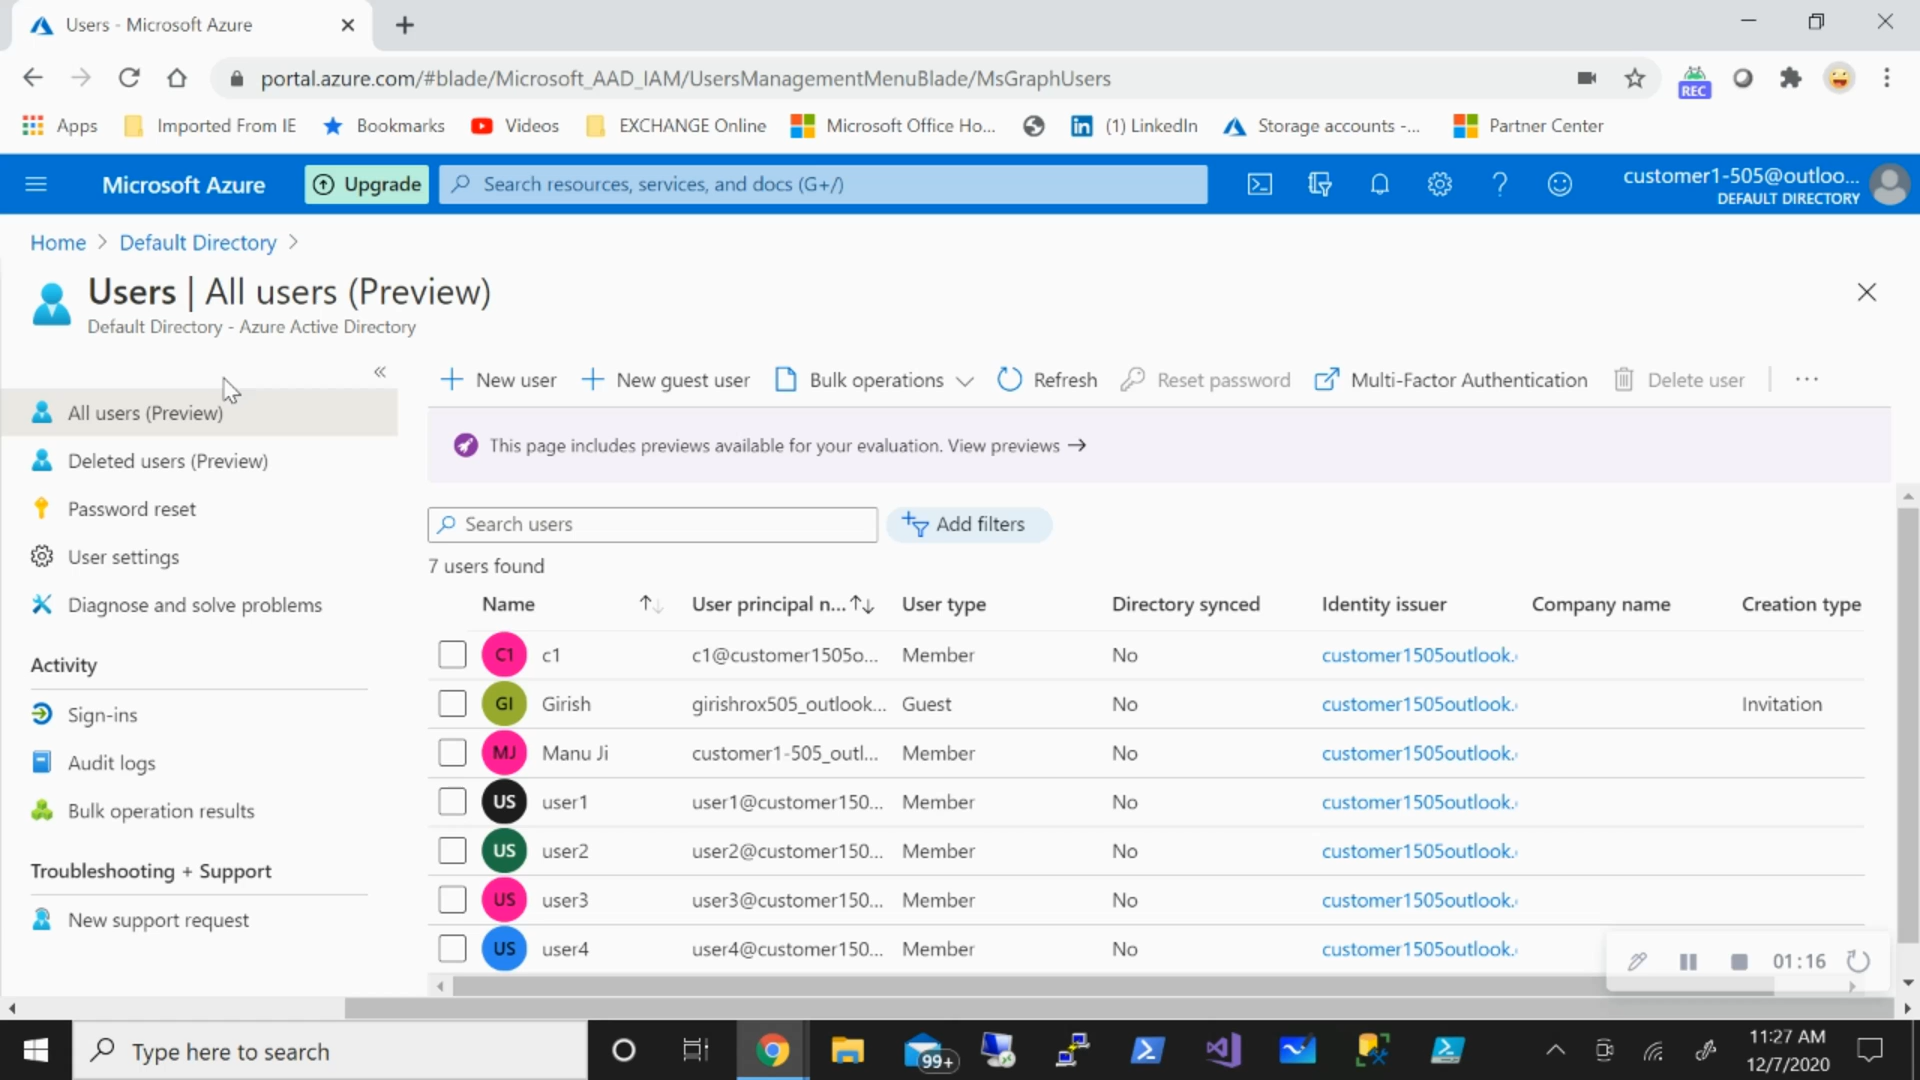 Users - Microsoft Azure
portal.azure.com/#blade/Microsoft_AAD_IAM/UsersManagementMenuBlade/MsGraphUsers
REC
Apps Imported From IE Bookmarks Videos EXCHANGE Online Microsoft Office Ho... (1) LinkedIn Storage accounts -... Partner Center
Microsoft Azure Upgrade Search resources, services, and docs (G+/) customer1-505@outloo...
DEFAULT DIRECTORY
Home > Default Directory >
Users | All users (Preview)
Default Directory - Azure Active Directory
«
New user New guest user Bulk operations Refresh Reset password Multi-Factor Authentication Delete user ...
All users (Preview)
Deleted users (Preview)
Password reset
User settings
Diagnose and solve problems
Activity
Sign-ins
Audit logs
Bulk operation results
Troubleshooting + Support
New support request
This page includes previews available for your evaluation. View previews →
Search users Add filters
7 users found
Name User principal n... User type Directory synced Identity issuer Company name Creation type
C1 c1 c1@customer1505o... Member No customer1505outlook.
GI Girish girishrox505_outlook... Guest No customer1505outlook. Invitation
MJ Manu Ji customer1-505_outl... Member No customer1505outlook.
US user1 user1@customer150... Member No customer1505outlook.
US user2 user2@customer150... Member No customer1505outlook.
US user3 user3@customer150... Member No customer1505outlook.
US user4 user4@customer150... Member No customer1505outlook.
01:16
Type here to search
99+
11:27 AM
12/7/2020